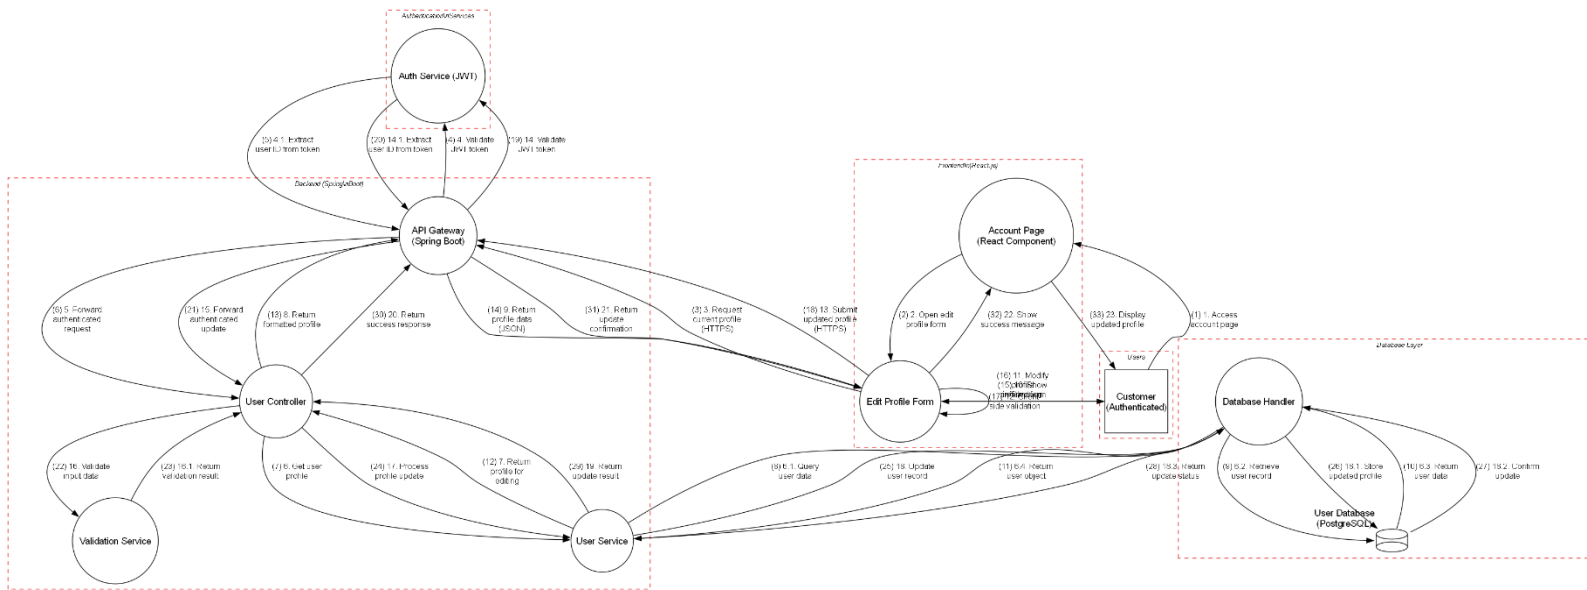 Auth Service (JWT)
(5) 4.1. Extract
user ID from token
(20) 14.1. Extract
user ID from token
(4) 4. Validate
JWT token
(19) 14. Validate
JWT token
Backend (Spring\nBoot)
Frontend\n(React.js)
API Gateway
(Spring Boot)
Account Page
(React Component)
(6) 5. Forward
authenticated
request
(21) 15. Forward
authenticated
update
(13) 8. Return
formatted profile
(30) 20. Return
success response
(14) 9. Return
profile data
(JSON)
(31) 21. Return
update
confirmation
(3) 3. Request
current profile
(HTTPS)
(18) 13. Submit
updated profile
(HTTPS)
(2) 2. Open edit
profile form
(32) 22. Show
success message
(33) 23. Display
updated profile
(1) 1. Access
account page
Users
Database Layer
User Controller
Edit Profile Form
(16) 11. Modify
side validation
Customer
(Authenticated)
Database Handler
(22) 16. Validate
input data
(23) 16.1. Return
validation result
(7) 6. Get user
profile
(24) 17. Process
profile update
(12) 7. Return
profile for
editing
(29) 19. Return
update result
(8) 6.1. Query
user data
(25) 18. Update
user record
(11) 6.4. Return
user object
(28) 18.3. Return
update status
(9) 6.2. Retrieve
user record
(26) 18.1. Store
updated profile
(10) 6.3. Return
user data
(27) 18.2. Confirm
update
User Database
(PostgreSQL)
Validation Service
User Service